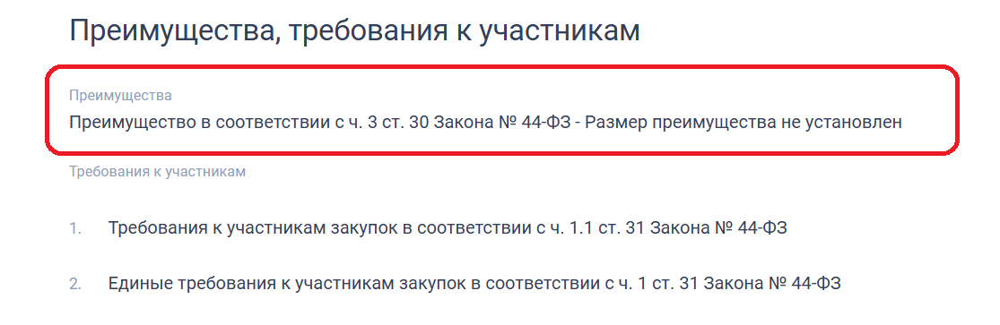 Преимущества, требования к участникам
Преимущества
Преимущество в соответствии с ч. 3 ст. 30 Закона № 44-ФЗ - Размер преимущества не установлен
Требования к участникам
1. Требования к участникам закупок в соответствии с ч. 1.1 ст. 31 Закона № 44-ФЗ
2. Единые требования к участникам закупок в соответствии с ч. 1 ст. 31 Закона № 44-ФЗ